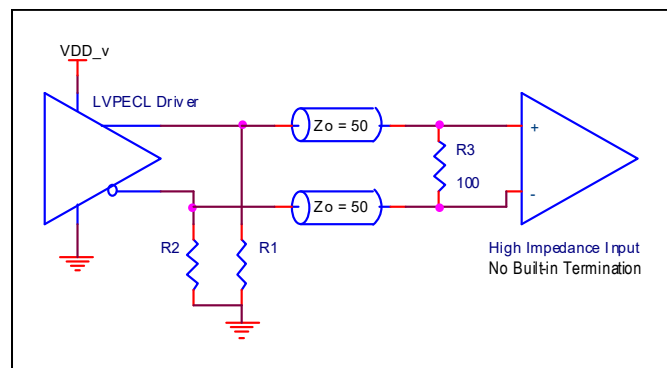 VDD_v
LVPECL Driver
Zo = 50
+
R3
100
Zo = 50
-
R2
R1
High Impedance Input
No Built-in Termination